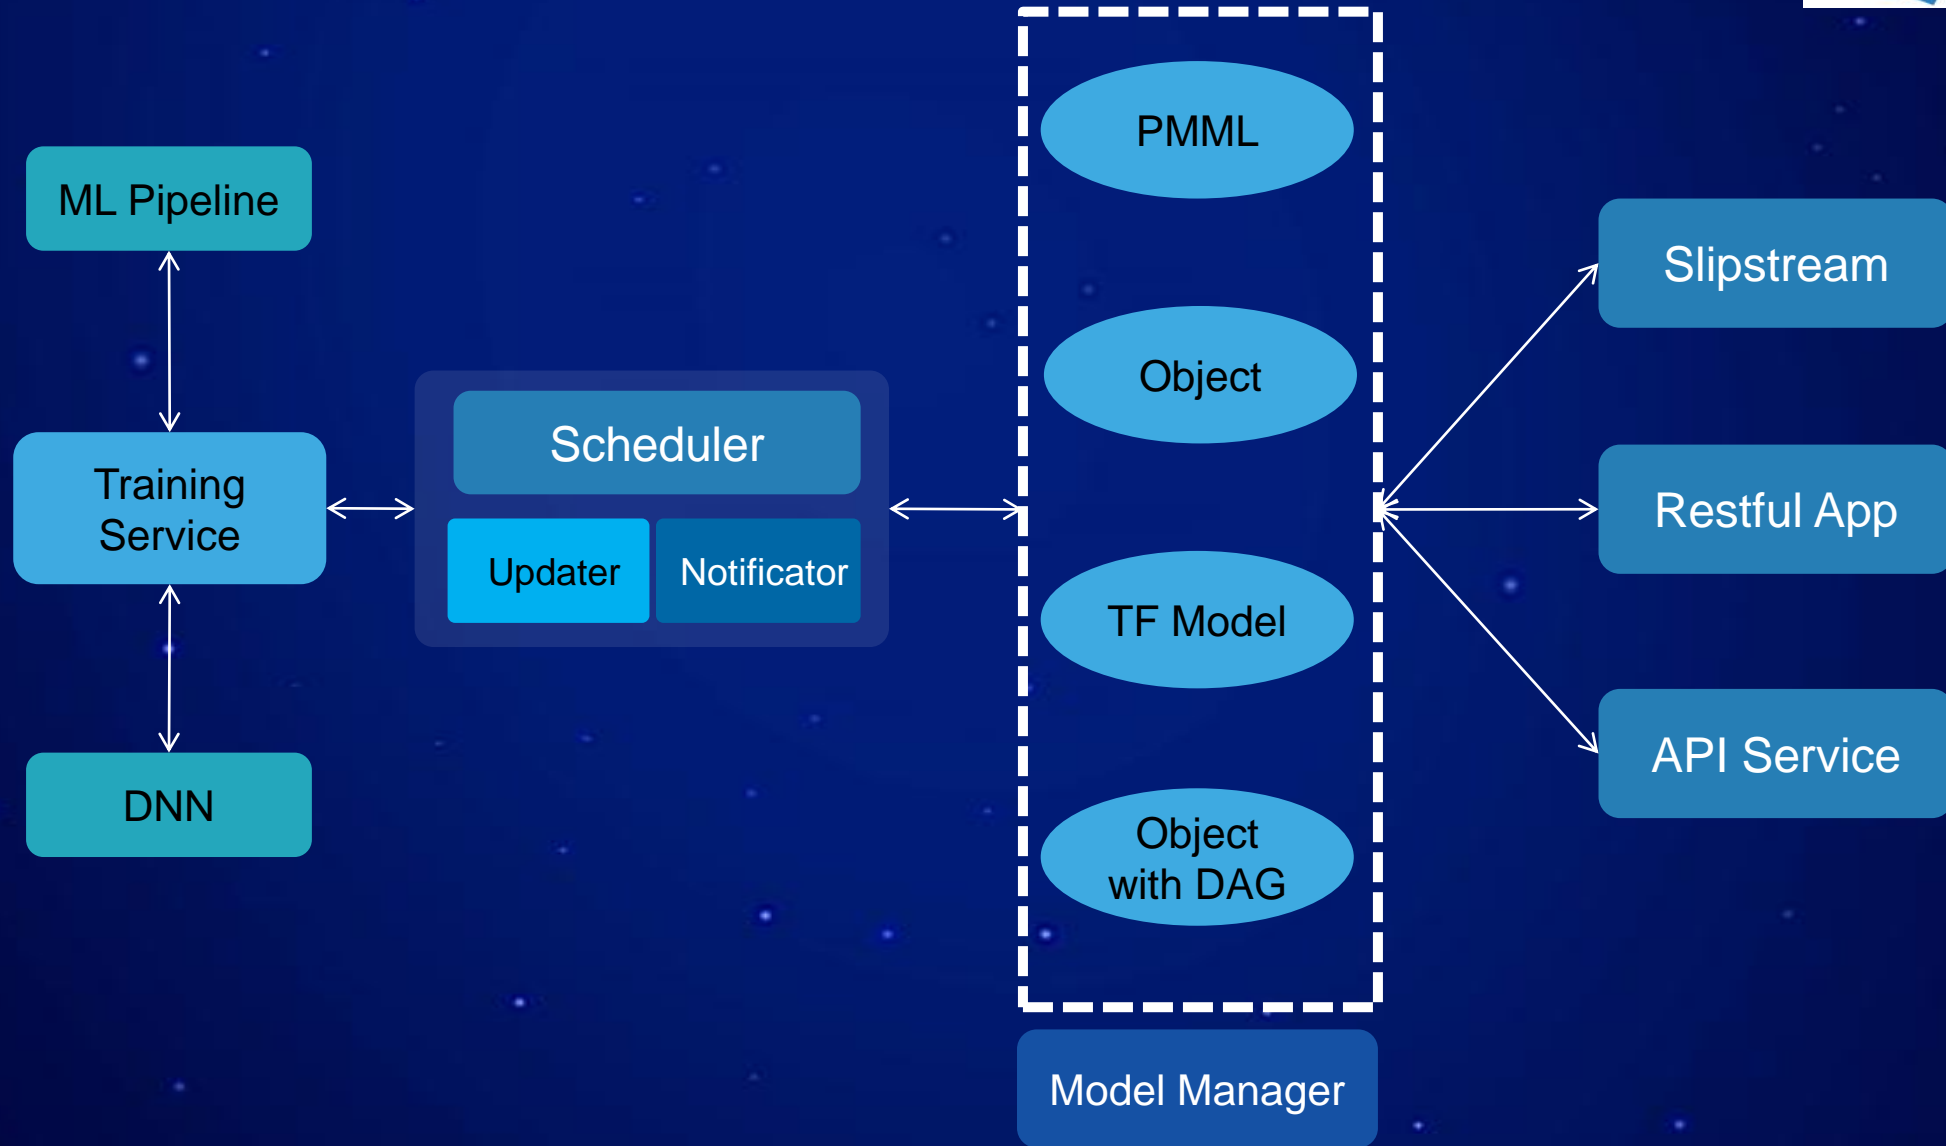 ML Pipeline
Training
Service
DNN
Scheduler
Updater
Notificator
PMML
Object
TF Model
Object
with DAG
Model Manager
Slipstream
Restful App
API Service